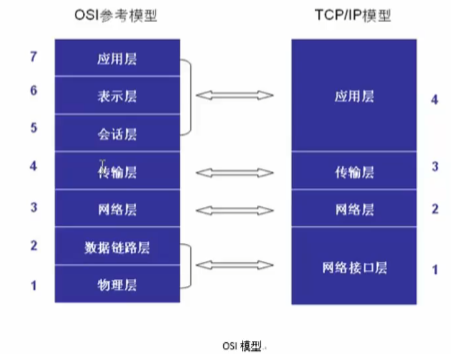 OSI参考模型 TCP/IP模型
7 应用层
6 表示层
5 会话层
4 传输层
3 网络层
2 数据链路层
1 物理层
应用层 4
传输层 3
网络层 2
网络接口层 1
OSI 模型